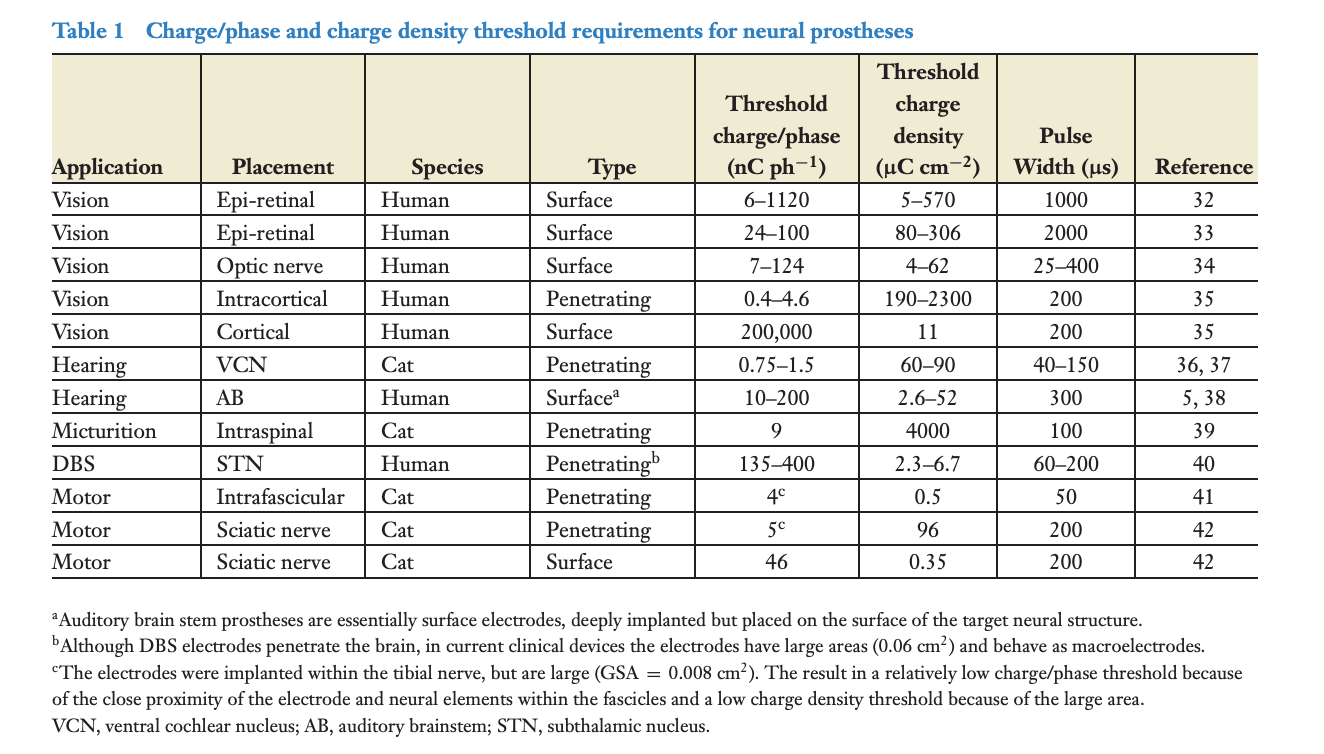 Table 1 Charge/phase and charge density threshold requirements for neural prostheses
Application Placement Species Type Threshold charge/phase (nC ph−1) Threshold charge density (μC cm−2) Pulse Width (μs) Reference
Vision Epi-retinal Human Surface 6–1120 5–570 1000 32
Vision Epi-retinal Human Surface 24–100 80–306 2000 33
Vision Optic nerve Human Surface 7–124 4–62 25–400 34
Vision Intracortical Human Penetrating 0.4–4.6 190–2300 200 35
Vision Cortical Human Surface 200,000 11 200 35
Hearing VCN Cat Penetrating 0.75–1.5 60–90 40–150 36, 37
Hearing AB Human Surfacea 10–200 2.6–52 300 5, 38
Micturition Intraspinal Cat Penetrating 9 4000 100 39
DBS STN Human Penetratingb 135–400 2.3–6.7 60–200 40
Motor Intrafascicular Cat Penetrating 4c 0.5 50 41
Motor Sciatic nerve Cat Penetrating 5c 96 200 42
Motor Sciatic nerve Cat Surface 46 0.35 200 42
aAuditory brain stem prostheses are essentially surface electrodes, deeply implanted but placed on the surface of the target neural structure.
bAlthough DBS electrodes penetrate the brain, in current clinical devices the electrodes have large areas (0.06 cm2) and behave as macroelectrodes.
cThe electrodes were implanted within the tibial nerve, but are large (GSA = 0.008 cm2). The result in a relatively low charge/phase threshold because
of the close proximity of the electrode and neural elements within the fascicles and a low charge density threshold because of the large area.
VCN, ventral cochlear nucleus; AB, auditory brainstem; STN, subthalamic nucleus.